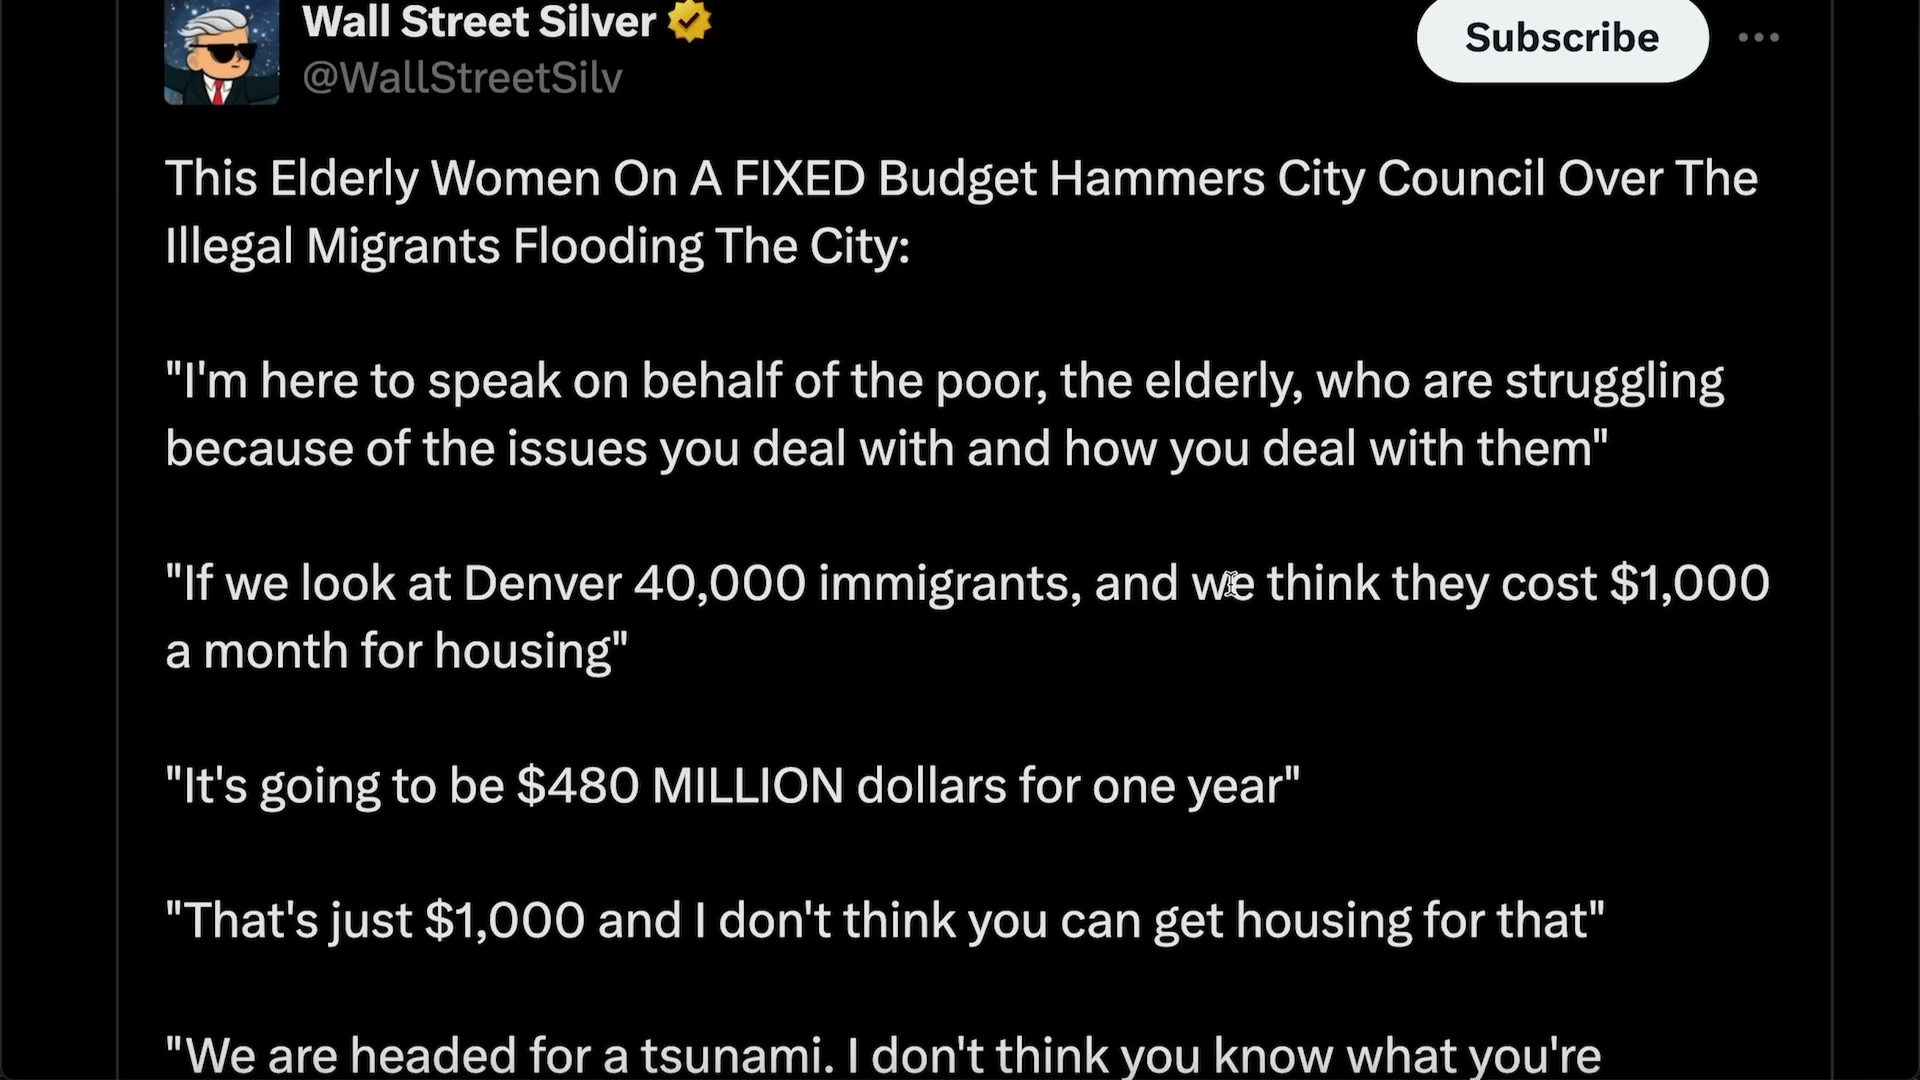 Wall Street Silver
@WallStreetSilv
Subscribe
This Elderly Women On A FIXED Budget Hammers City Council Over The
Illegal Migrants Flooding The City:
"I'm here to speak on behalf of the poor, the elderly, who are struggling
because of the issues you deal with and how you deal with them"
"If we look at Denver 40,000 immigrants, and we think they cost $1,000
a month for housing"
"It's going to be $480 MILLION dollars for one year"
"That's just $1,000 and I don't think you can get housing for that"
"We are headed for a tsunami. I don't think you know what you're